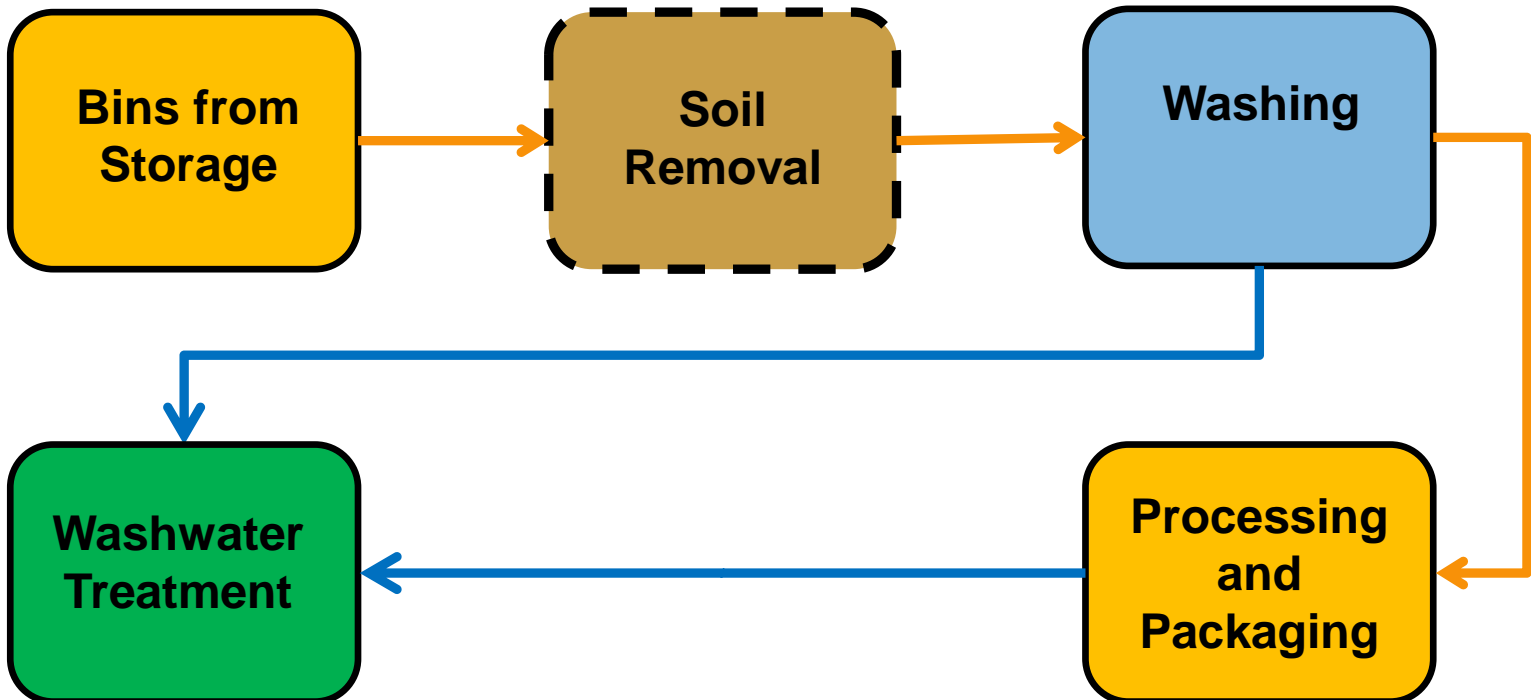 Bins from
Storage
Soil
Removal
Washing
Washwater
Treatment
Processing
and
Packaging